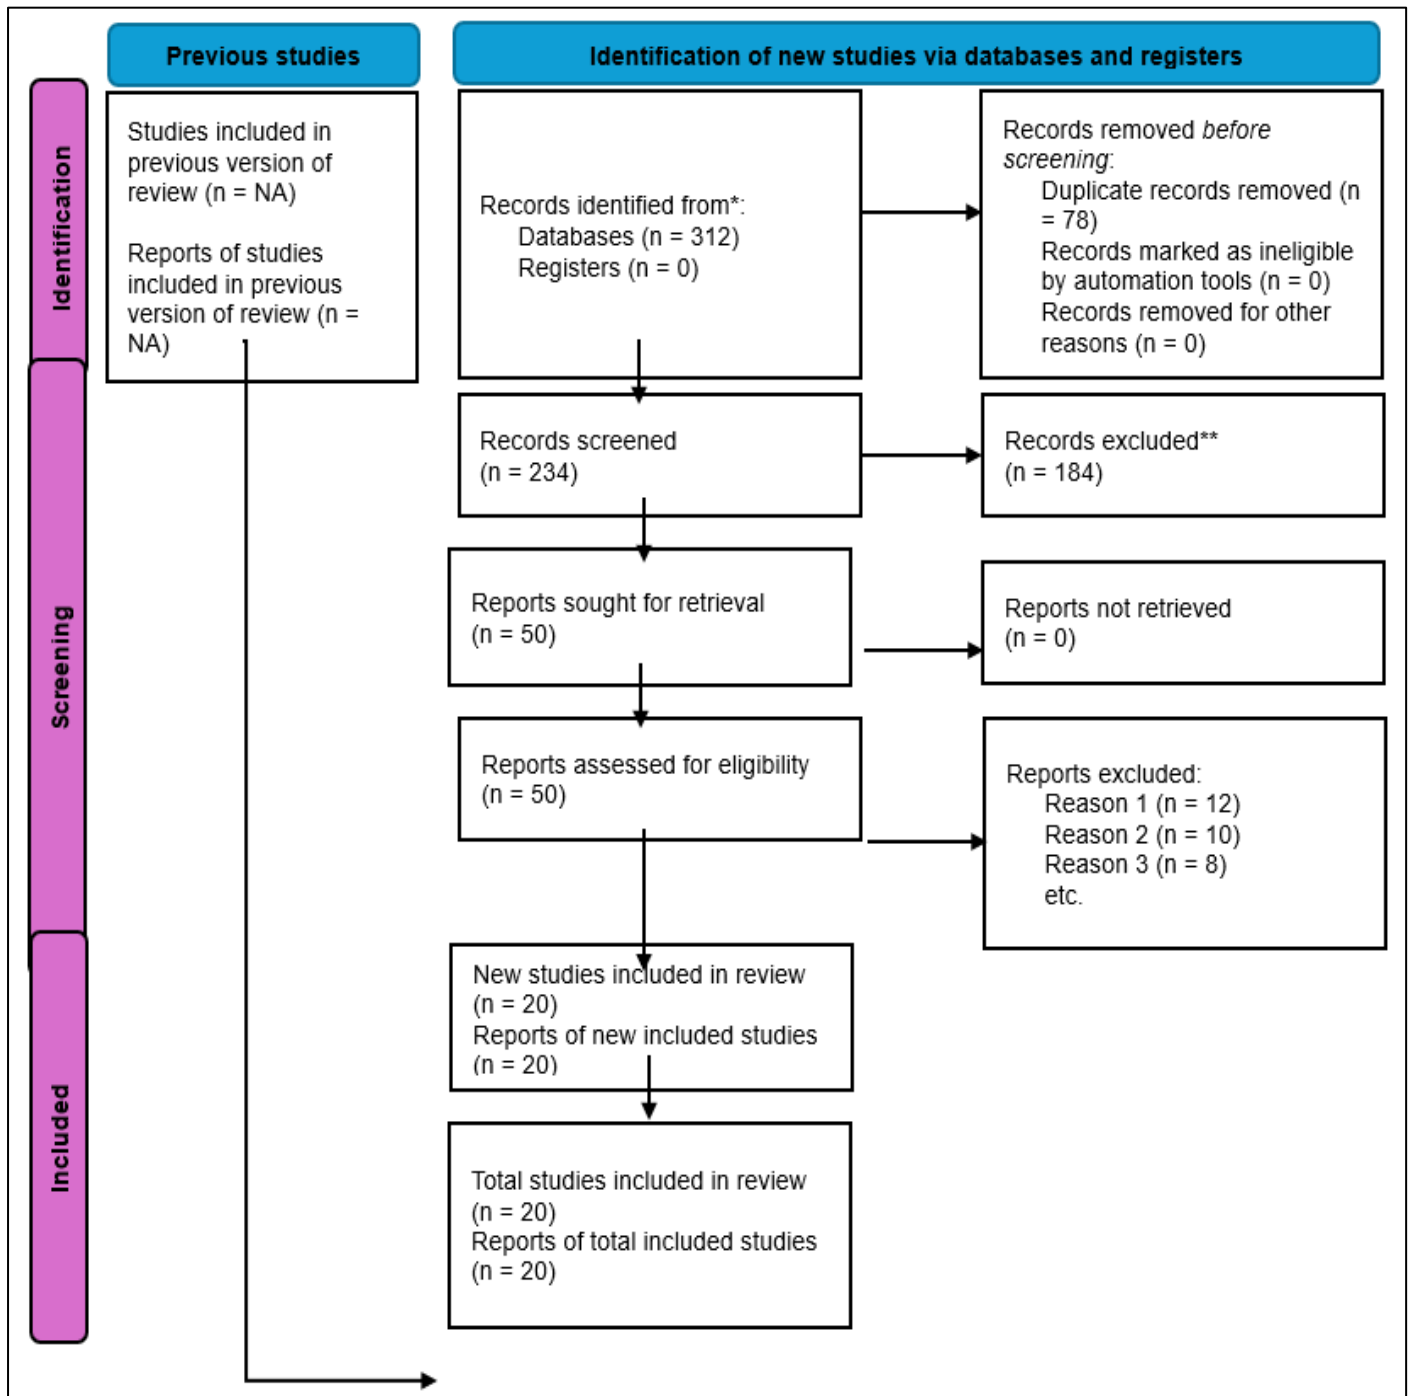 Previous studies
Identification of new studies via databases and registers
Identification
Studies included in
previous version of
review (n = NA)
Reports of studies
included in previous
version of review (n =
NA)
Records identified from*:
Databases (n = 312)
Registers (n = 0)
Records removed before
screening:
Duplicate records removed (n
= 78)
Records marked as ineligible
by automation tools (n = 0)
Records removed for other
reasons (n = 0)
Screening
Records screened
(n = 234)
Records excluded**
(n = 184)
Reports sought for retrieval
(n = 50)
Reports not retrieved
(n = 0)
Reports assessed for eligibility
(n = 50)
Reports excluded:
Reason 1 (n = 12)
Reason 2 (n = 10)
Reason 3 (n = 8)
etc.
Included
New studies included in review
(n = 20)
Reports of new included studies
(n = 20)
Total studies included in review
(n = 20)
Reports of total included studies
(n = 20)